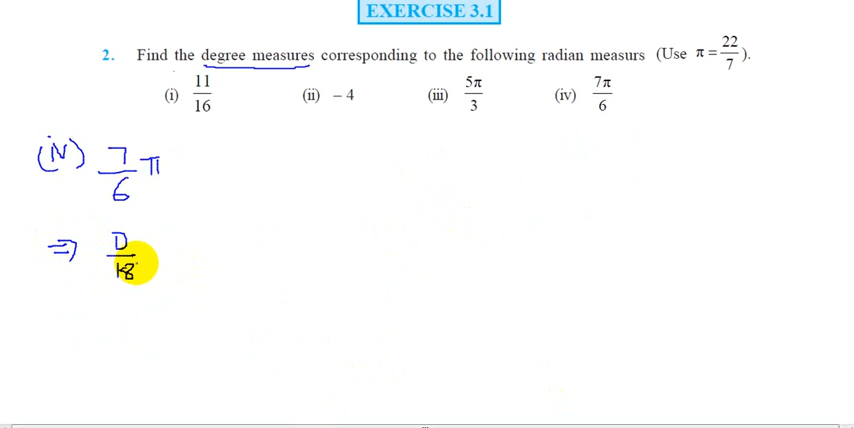 EXERCISE 3.1
2. Find the degree measures corresponding to the following radian measurs (Use π = 22/7).
(i) 11/16 (ii) – 4 (iii) 5π/3 (iv) 7π/6
(iv) 7/6 π
⇒ D/18